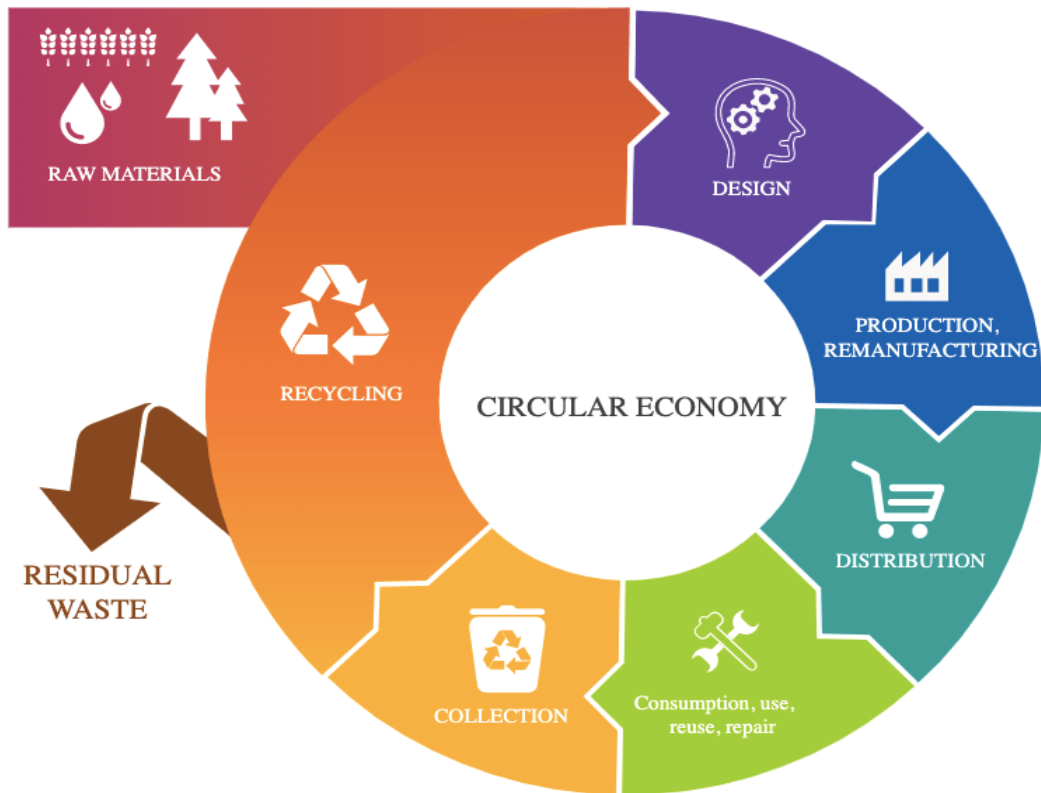 RAW MATERIALS
DESIGN
PRODUCTION,
REMANUFACTURING
RECYCLING
CIRCULAR ECONOMY
DISTRIBUTION
RESIDUAL
WASTE
COLLECTION
Consumption, use,
reuse, repair